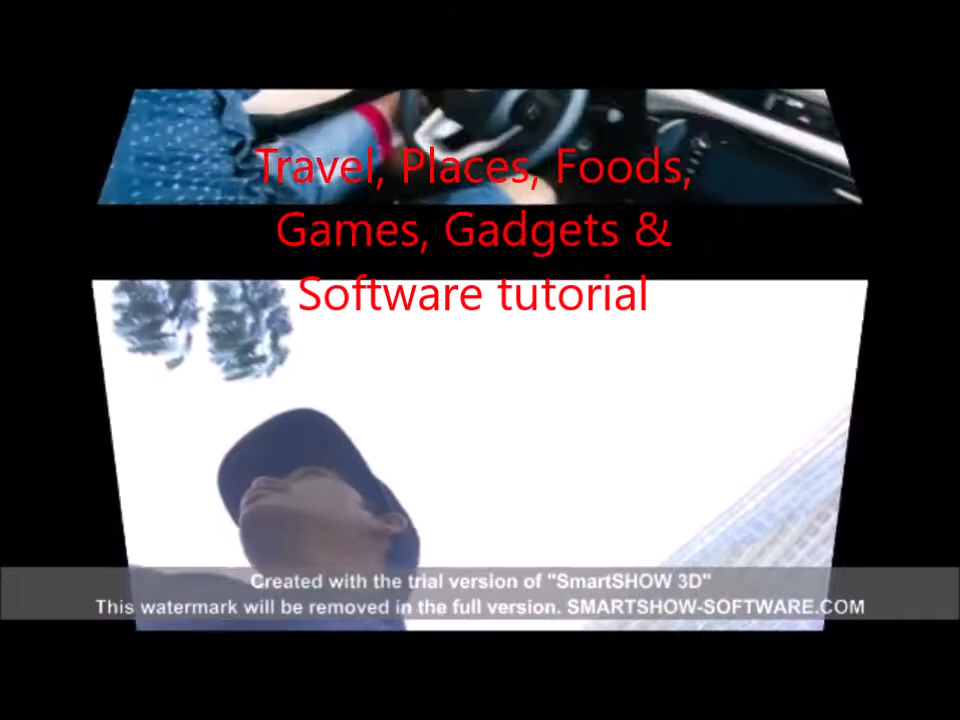 Travel, Places, Foods,
Games, Gadgets &
Software tutorial
Created with the trial version of "SmartSHOW 3D"
This watermark will be removed in the full version. SMARTSHOW-SOFTWARE.COM